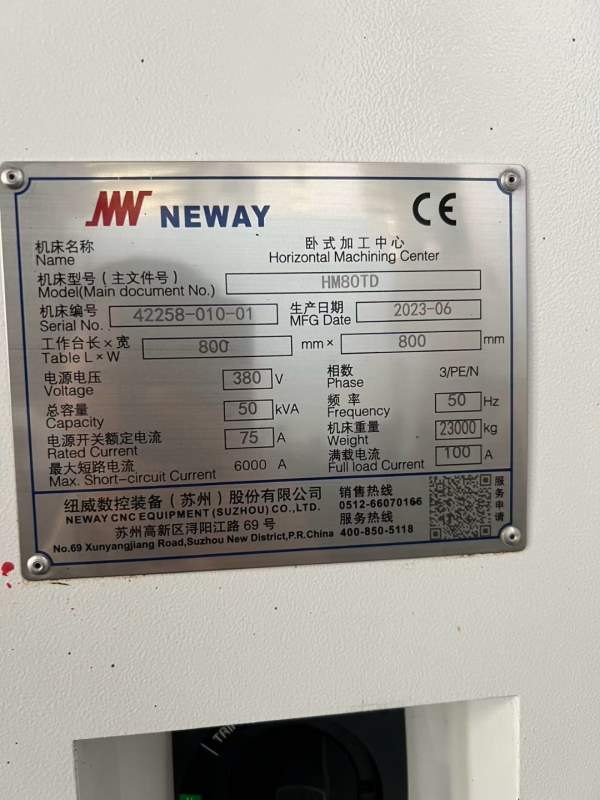 NEWAY CE
机床名称 卧式加工中心
Name Horizontal Machining Center
机床型号(主文件号) HM80TD
Model(Main document No.)
机床编号 42258-010-01 生产日期 2023-06
Serial No. MFG Date
工作台长×宽 800 mm× 800 mm
Table L×W
电源电压 380 V 相数 3/PE/N
Voltage Phase
总容量 50 kVA 频 率 50 Hz
Capacity Frequency
电源开关额定电流 75 A 机床重量 23000 kg
Rated Current Weight
最大短路电流 6000 A 满载电流 100 A
Max. Short-circuit Current Full load Current
纽威数控装备(苏州)股份有限公司 销售热线
NEWAY CNC EQUIPMENT (SUZHOU) CO.,LTD. 0512-66070166
苏州高新区浔阳江路 69 号 服务热线
No.69 Xunyangjiang Road,Suzhou New District,P.R.China 400-850-5118
服务申请